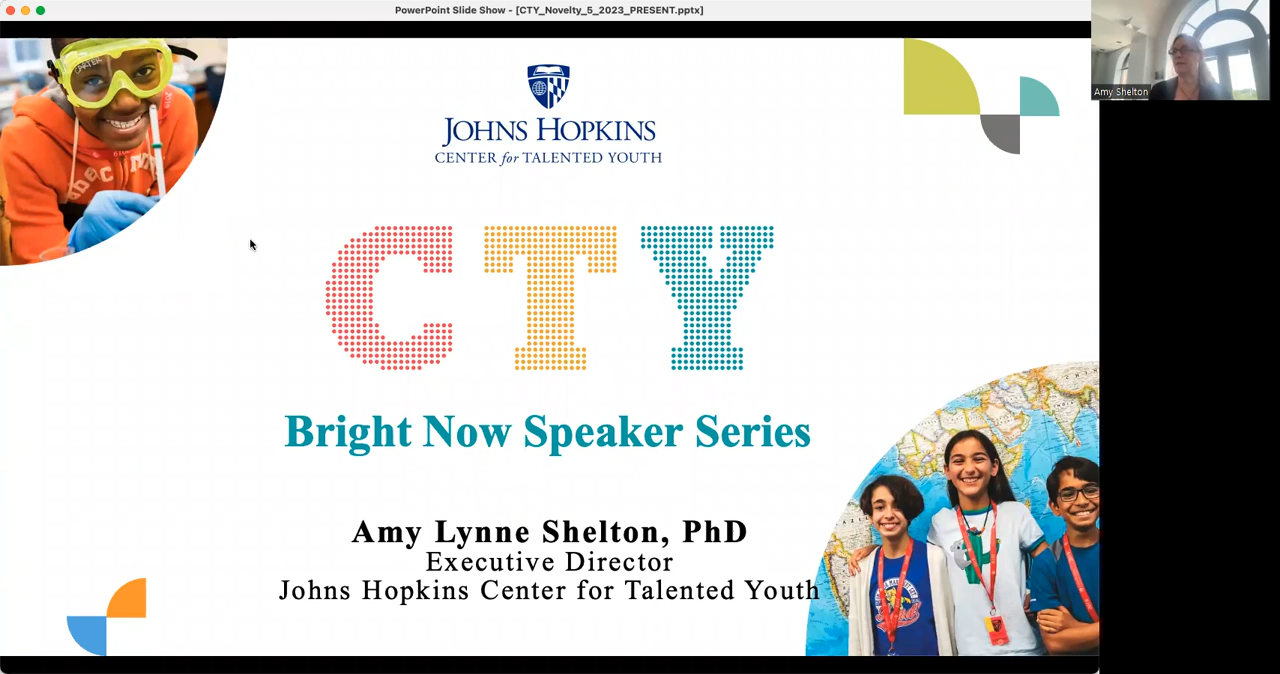 PowerPoint Slide Show - [CTY_Novelty_5_2023_PRESENT.pptx]
Amy Shelton
JOHNS HOPKINS
CENTER for TALENTED YOUTH
CTY
Bright Now Speaker Series
Amy Lynne Shelton, PhD
Executive Director
Johns Hopkins Center for Talented Youth